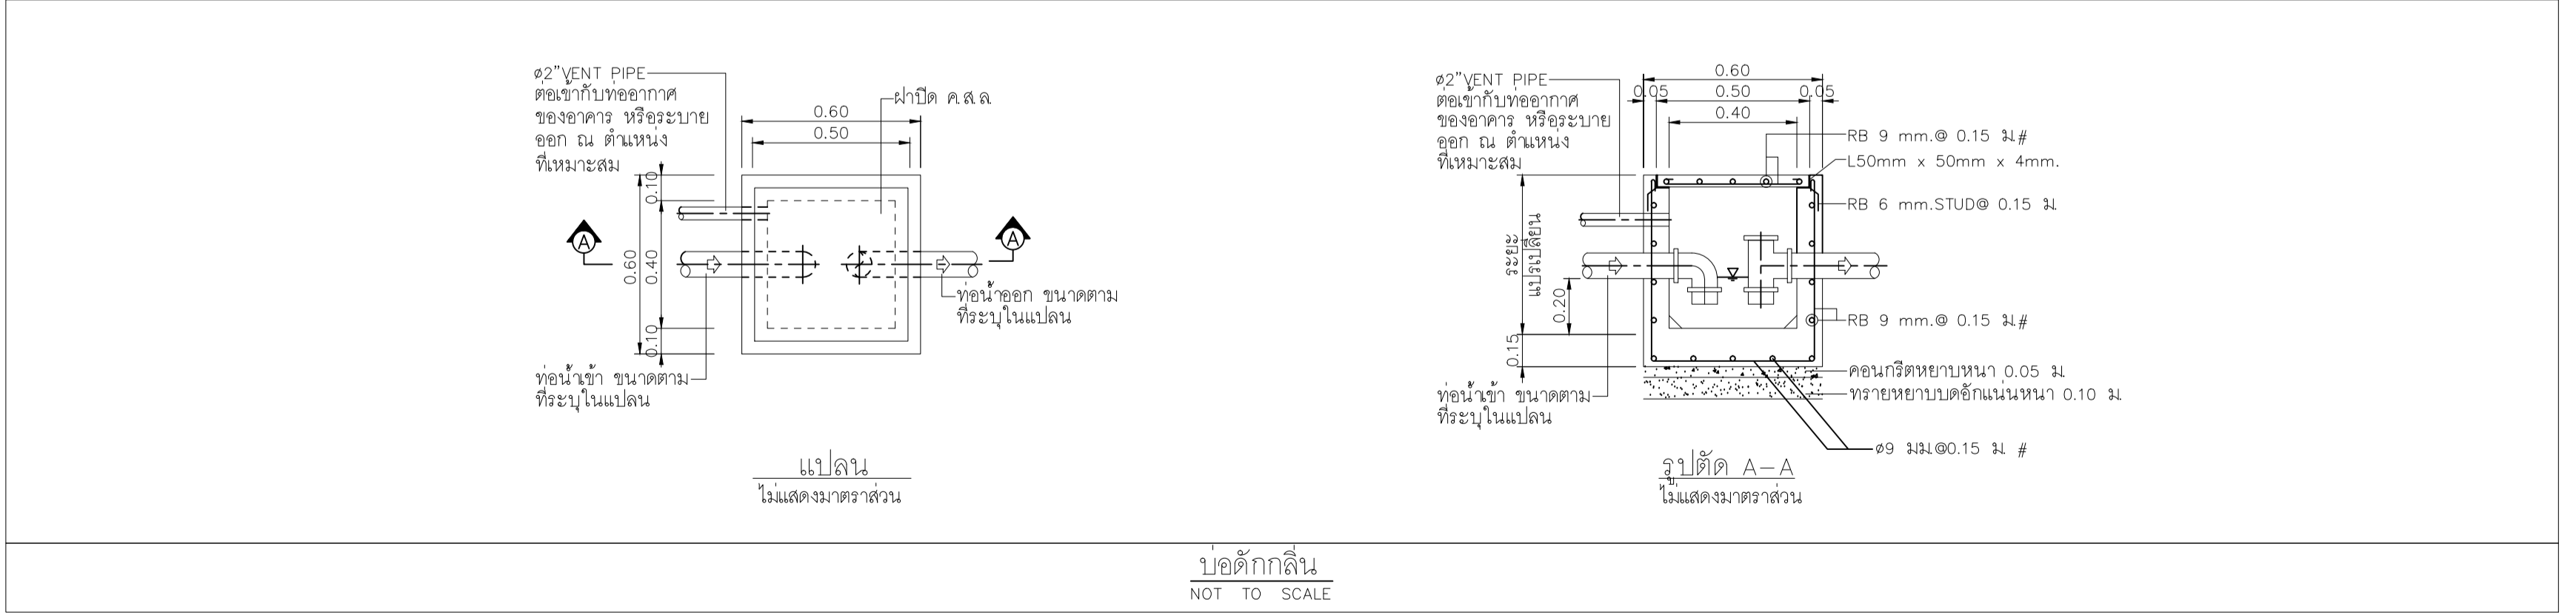 ø2"VENT PIPE
ต่อเข้ากับท่ออากาศ
ของอาคาร หรือระบาย
ออก ณ ตำแหน่ง
ที่เหมาะสม
ฝาปิด ค.ส.ล.
0.60
0.50
0.10
0.60
0.40
0.10
A
A
ท่อน้ำออก ขนาดตาม
ที่ระบุในแปลน
ท่อน้ำเข้า ขนาดตาม
ที่ระบุในแปลน
แปลน
ไม่แสดงมาตราส่วน
ø2"VENT PIPE
ต่อเข้ากับท่ออากาศ
ของอาคาร หรือระบาย
ออก ณ ตำแหน่ง
ที่เหมาะสม
0.60
0.05 0.50 0.05
0.40
RB 9 mm.@ 0.15 ม.#
L50mm x 50mm x 4mm.
RB 6 mm.STUD@ 0.15 ม.
ระยะ
แปรเปลี่ยน
0.20
0.15
RB 9 mm.@ 0.15 ม.#
คอนกรีตหยาบหนา 0.05 ม.
ทรายหยาบบดอัดแน่นหนา 0.10 ม.
ท่อน้ำเข้า ขนาดตาม
ที่ระบุในแปลน
ø9 มม.@0.15 ม. #
รูปตัด A-A
ไม่แสดงมาตราส่วน
บ่อดักกลิ่น
NOT TO SCALE